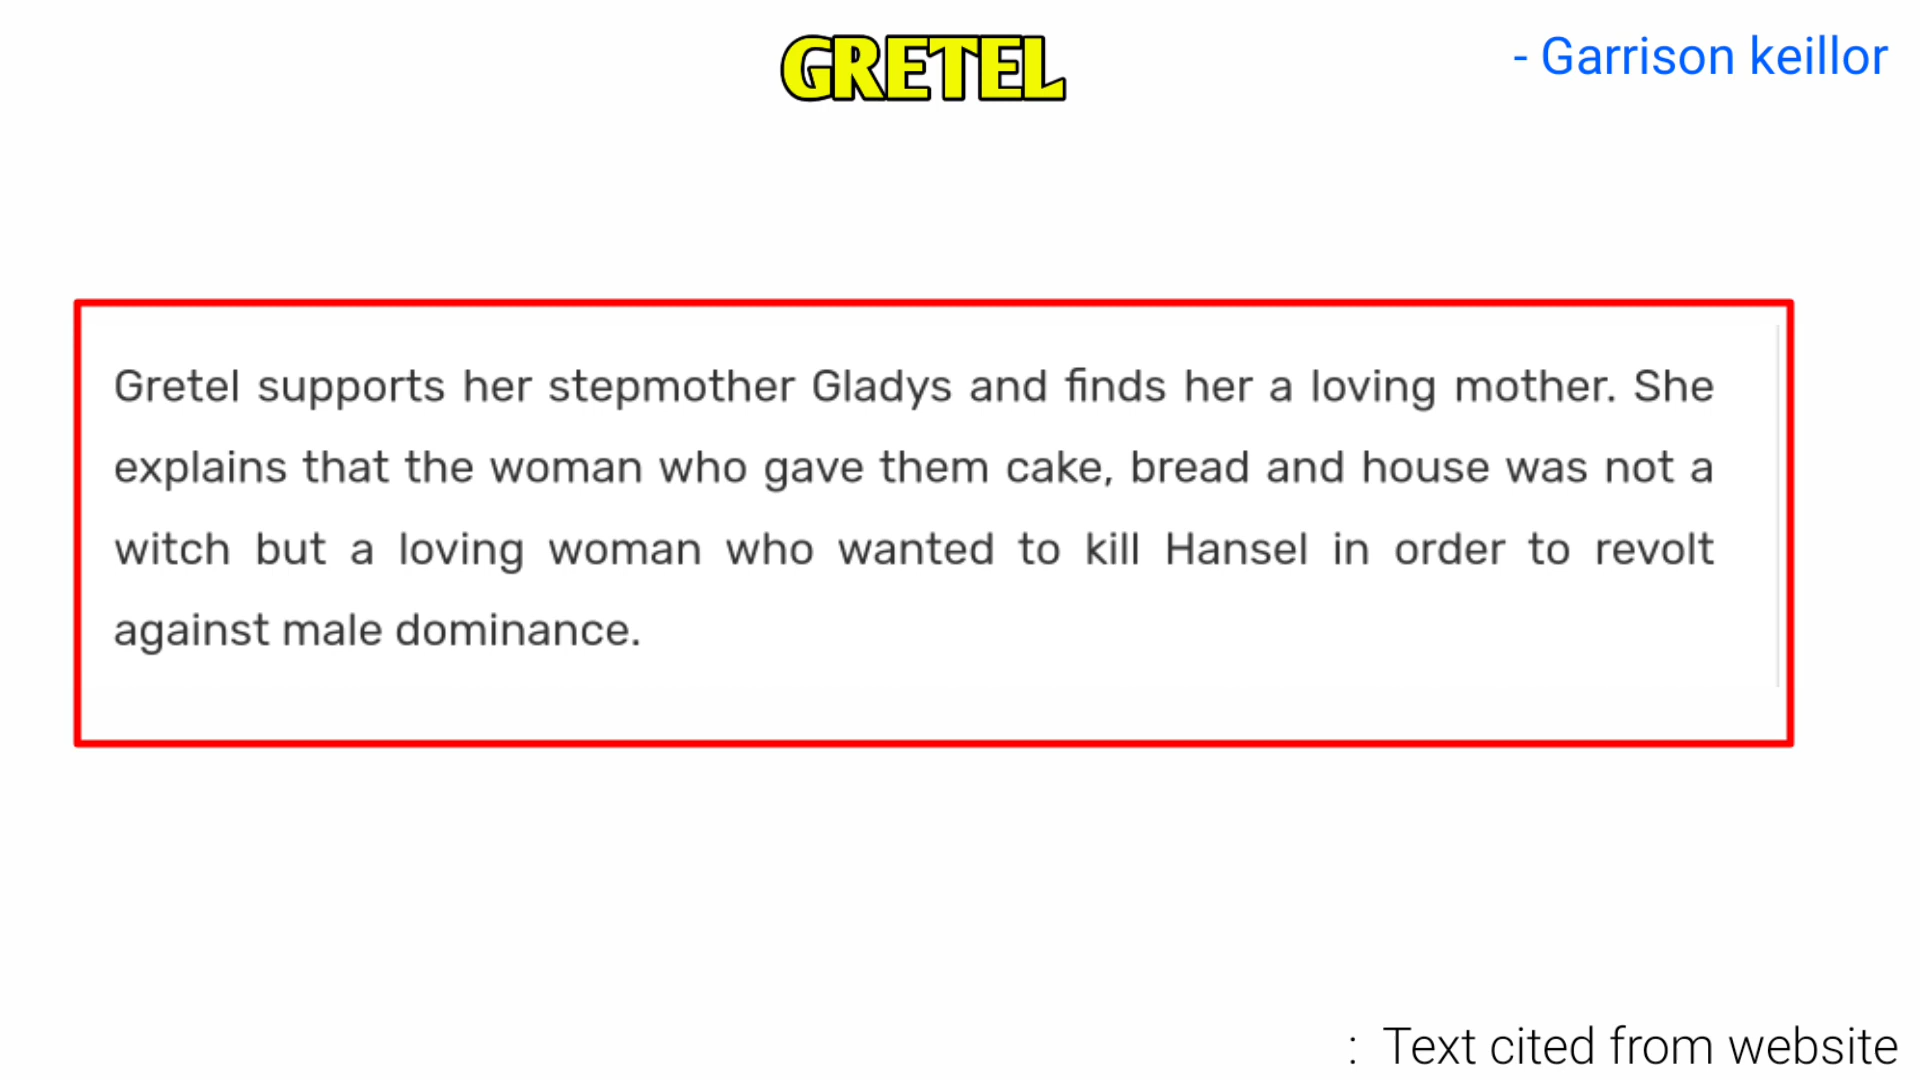 GRETEL
- Garrison keillor
Gretel supports her stepmother Gladys and finds her a loving mother. She
explains that the woman who gave them cake, bread and house was not a
witch but a loving woman who wanted to kill Hansel in order to revolt
against male dominance.
: Text cited from website